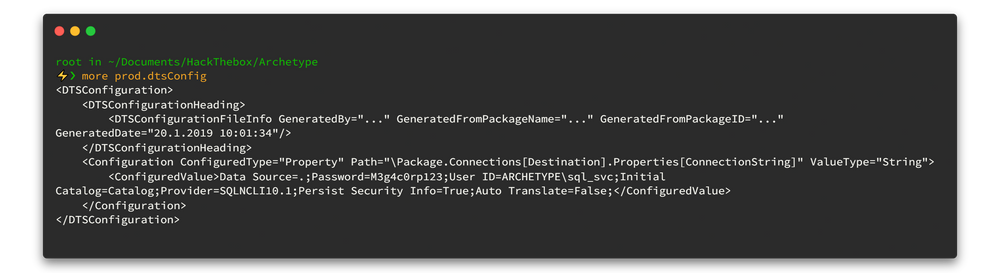 root in ~/Documents/HackThebox/Archetype
⚡❯ more prod.dtsConfig
<DTSConfiguration>
    <DTSConfigurationHeading>
        <DTSConfigurationFileInfo GeneratedBy="..." GeneratedFromPackageName="..." GeneratedFromPackageID="..."
GeneratedDate="20.1.2019 10:01:34"/>
    </DTSConfigurationHeading>
    <Configuration ConfiguredType="Property" Path="\Package.Connections[Destination].Properties[ConnectionString]" ValueType="String">
        <ConfiguredValue>Data Source=.;Password=M3g4c0rp123;User ID=ARCHETYPE\sql_svc;Initial
Catalog=Catalog;Provider=SQLNCLI10.1;Persist Security Info=True;Auto Translate=False;</ConfiguredValue>
    </Configuration>
</DTSConfiguration>